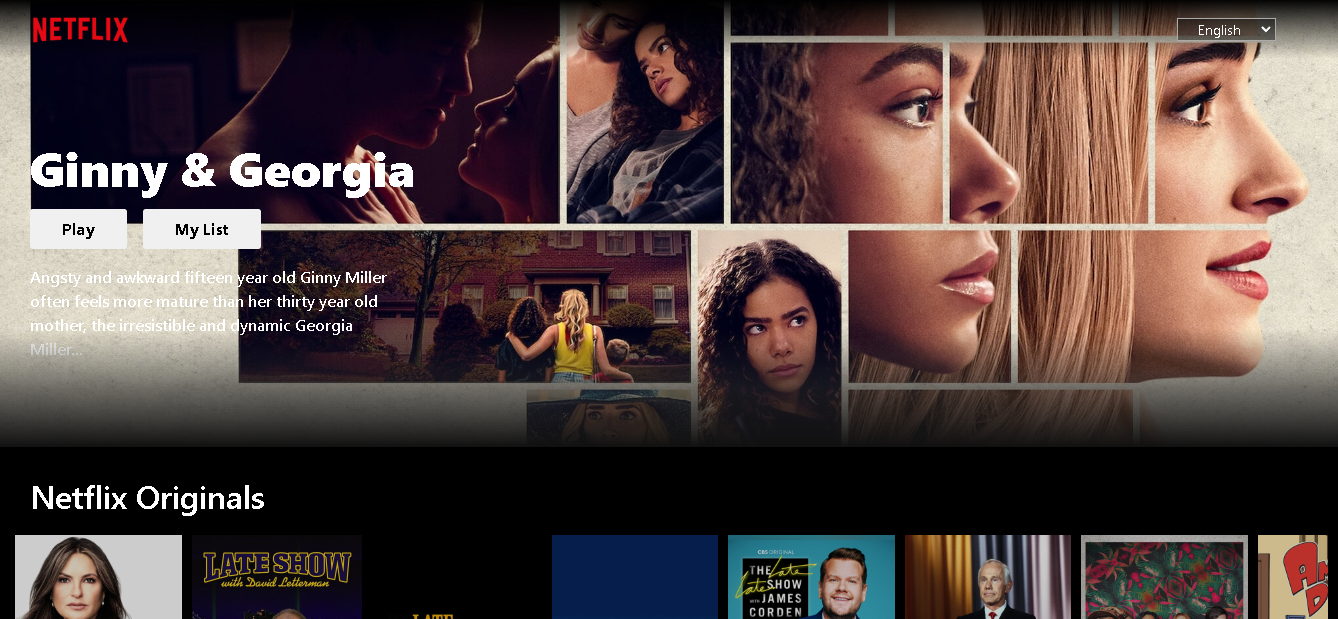 NETFLIX
English
Ginny & Georgia
Play
My List
Angsty and awkward fifteen year old Ginny Miller
often feels more mature than her thirty year old
mother, the irresistible and dynamic Georgia
Miller...
Netflix Originals
LATE SHOW
with David Letterman
LATE
CBS ORIGINAL
THE Late
Late SHOW
WITH JAMES
CORDEN